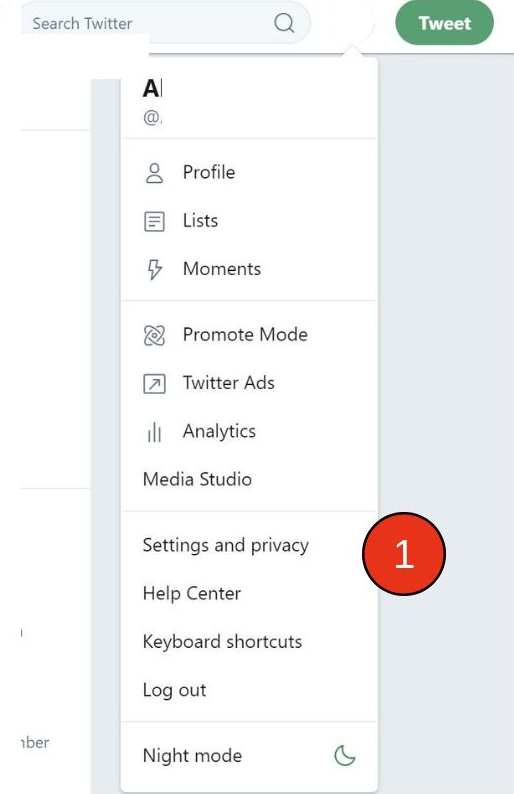 Search Twitter
Tweet
A
@
Profile
Lists
Moments
Promote Mode
Twitter Ads
Analytics
Media Studio
Settings and privacy
1
Help Center
Keyboard shortcuts
Log out
Night mode